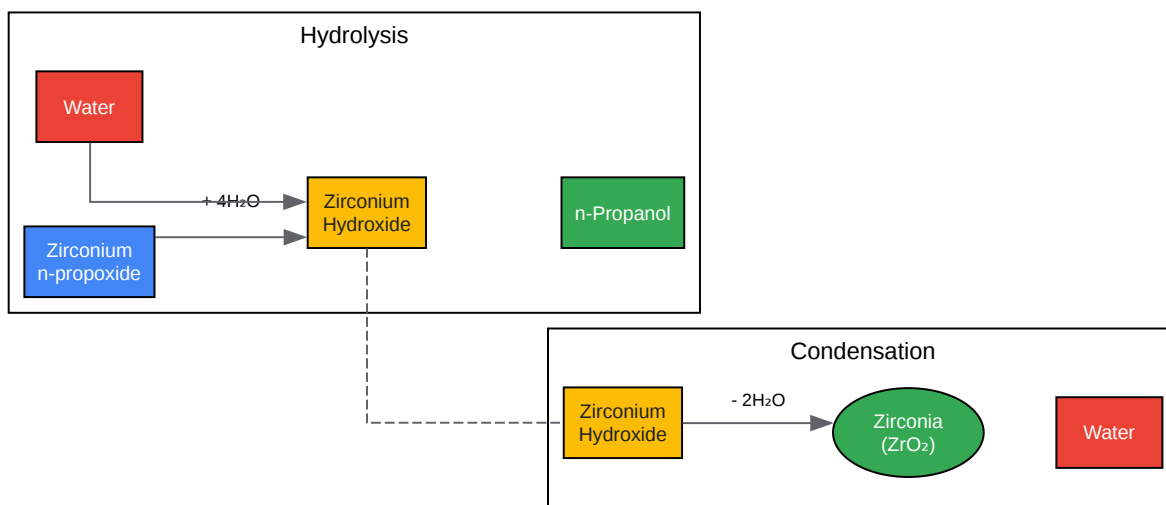 Hydrolysis
Water
+ 4H₂O
Zirconium
Hydroxide
n-Propanol
Zirconium
n-propoxide
Condensation
Zirconium
Hydroxide
- 2H₂O
Zirconia
(ZrO₂)
Water